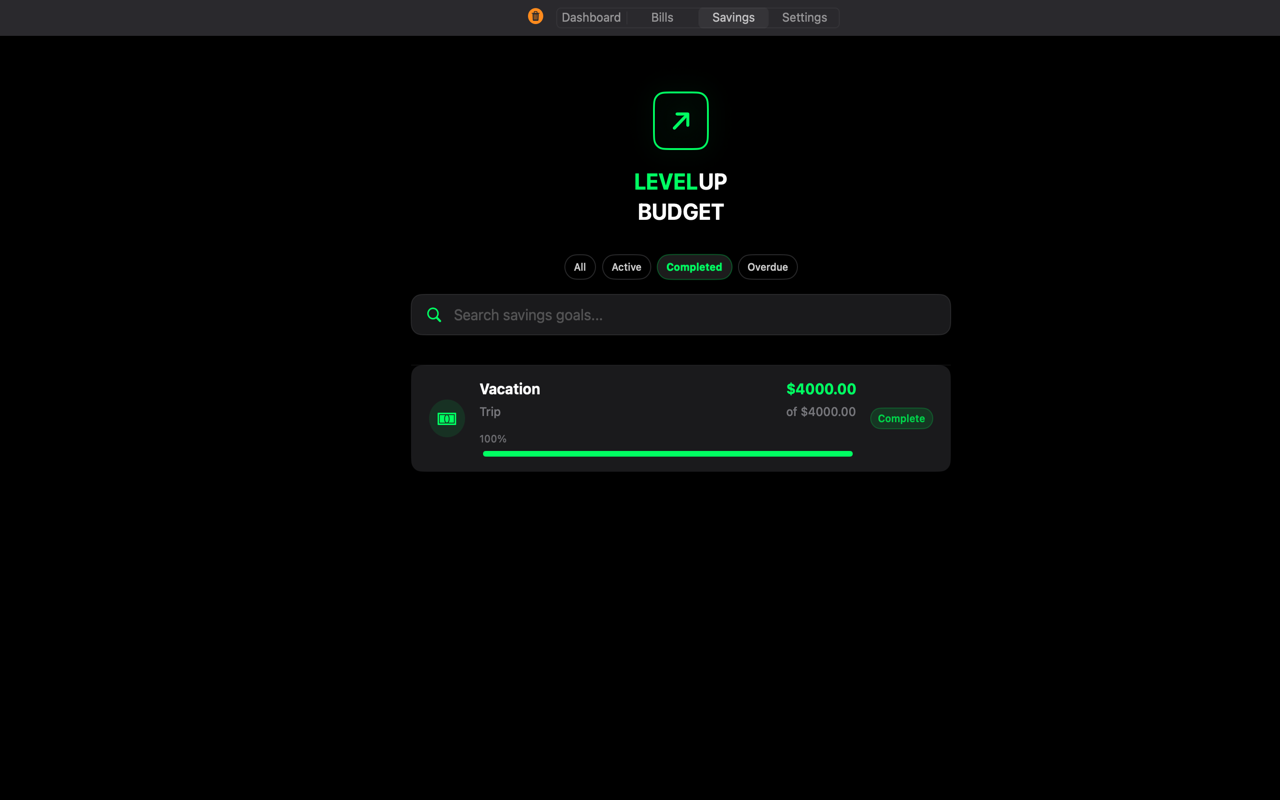 Dashboard Bills Savings Settings
LEVELUP
BUDGET
All Active Completed Overdue
Search savings goals...
Vacation $4000.00
Trip of $4000.00 Complete
100%